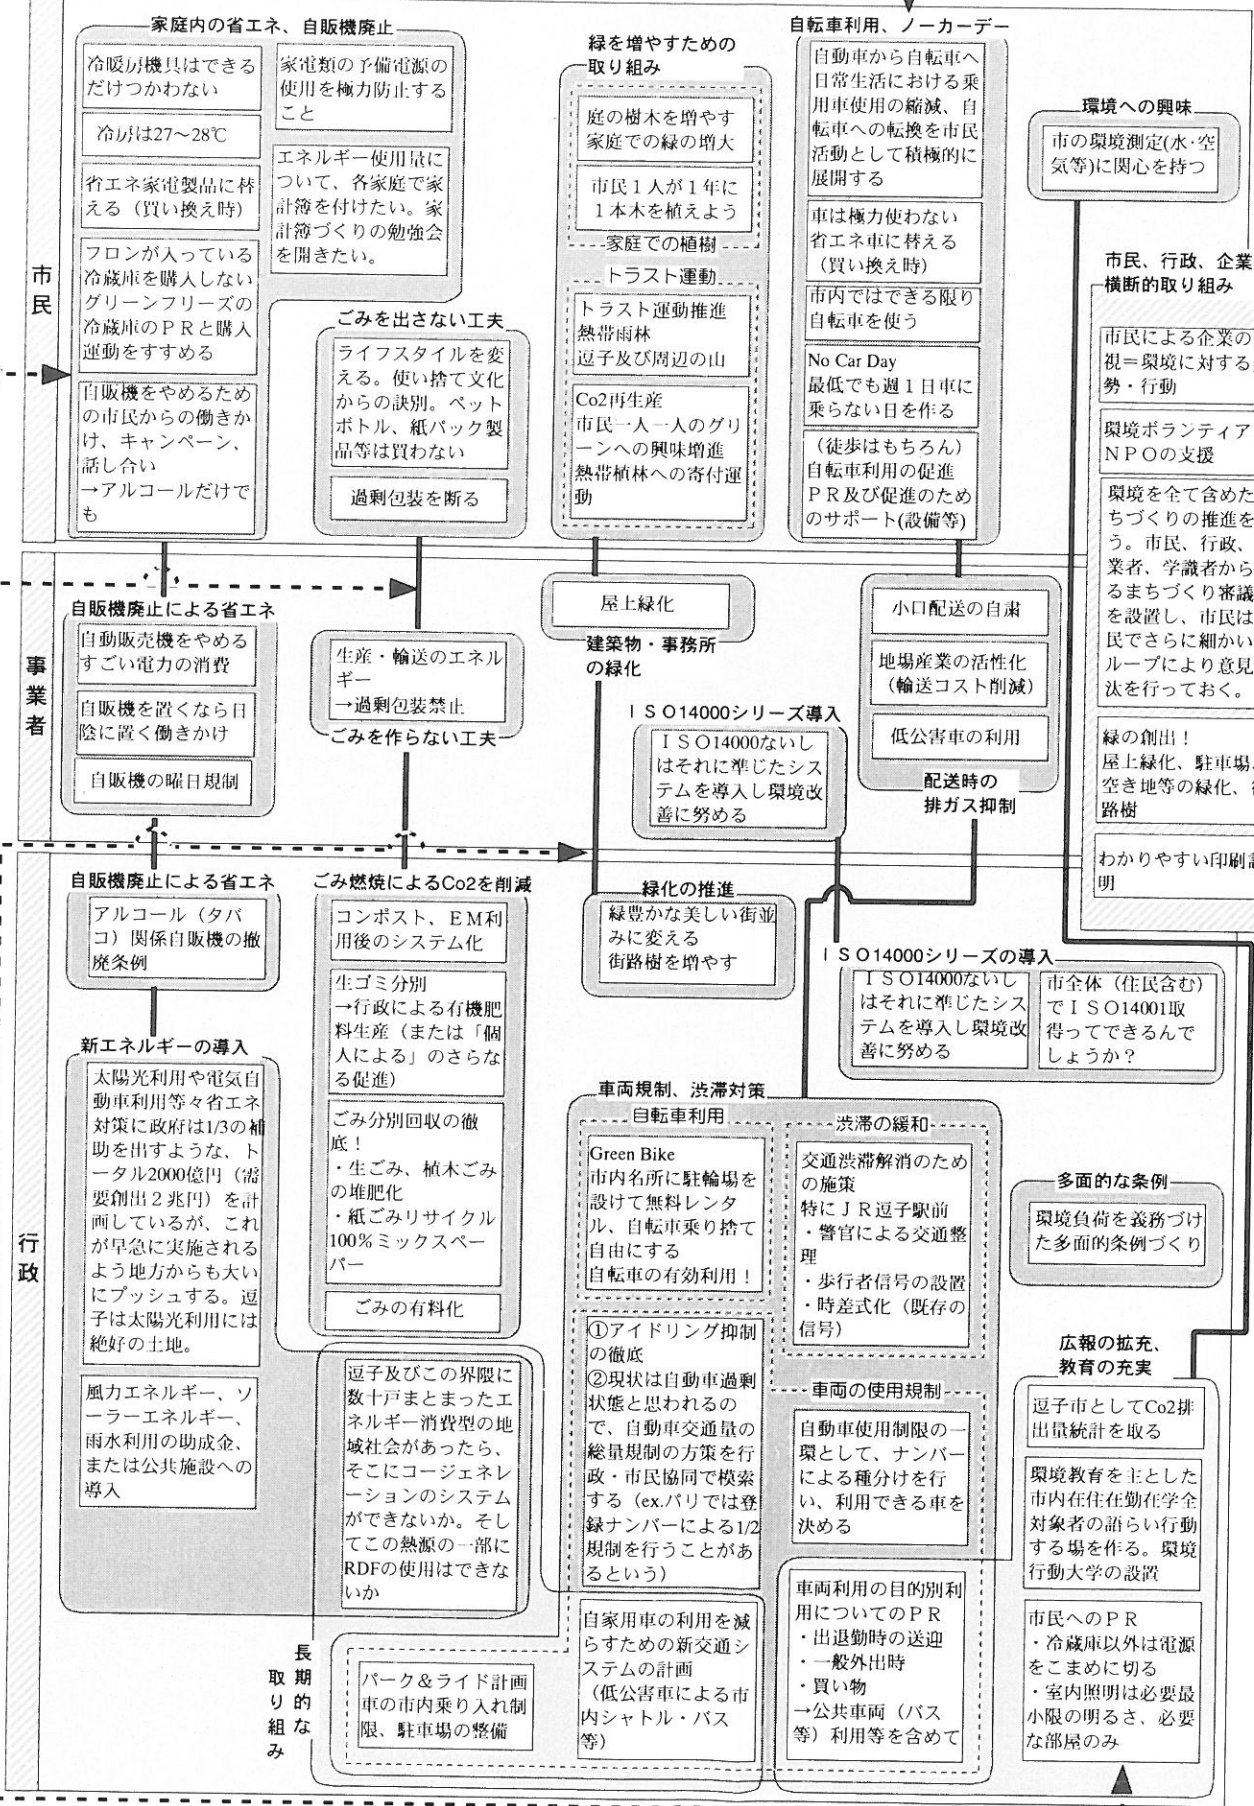 市民
家庭内の省エネ、自販機廃止
冷暖房機具はできる
だけつかわない
冷房は27〜28℃
省エネ家電製品に替
える（買い換え時）
フロンが入っている
冷蔵庫を購入しない
グリーンフリーズの
冷蔵庫のＰＲと購入
運動をすすめる
自販機をやめるため
の市民からの働きか
け、キャンペーン、
話し合い
→アルコールだけで
も
家電類の予備電源の
使用を極力防止する
こと
エネルギー使用量に
ついて、各家庭で家
計簿を付けたい。家
計簿づくりの勉強会
を開きたい。
ごみを出さない工夫
ライフスタイルを変
える。使い捨て文化
からの訣別。ペット
ボトル、紙パック製
品等は買わない
過剰包装を断る
緑を増やすための
取り組み
庭の樹木を増やす
家庭での緑の増大
市民１人が１年に
１本木を植えよう
家庭での植樹
トラスト運動
トラスト運動推進
熱帯雨林
逗子及び周辺の山
Co2再生産
市民一人一人のグリ
ーンへの興味増進
熱帯植林への寄付運
動
自転車利用、ノーカーデー
自動車から自転車へ
日常生活における乗
用車使用の縮減、自
転車への転換を市民
活動として積極的に
展開する
車は極力使わない
省エネ車に替える
（買い換え時）
市内ではできる限り
自転車を使う
No Car Day
最低でも週１日車に
乗らない日を作る
（徒歩はもちろん）
自転車利用の促進
ＰＲ及び促進のため
のサポート(設備等)
環境への興味
市の環境測定(水･空
気等)に関心を持つ
市民、行政、企業
横断的取り組み
市民による企業の
視＝環境に対する
勢・行動
環境ボランティア
ＮＰＯの支援
環境を全て含めた
ちづくりの推進を
う。市民、行政、
業者、学識者から
るまちづくり審議
を設置し、市民は
民でさらに細かい
ループにより意見
汰を行っておく。
緑の創出！
屋上緑化、駐車場、
空き地等の緑化、
路樹
わかりやすい印刷
明
事業者
自販機廃止による省エネ
自動販売機をやめる
すごい電力の消費
自販機を置くなら日
陰に置く働きかけ
自販機の曜日規制
生産・輸送のエネル
ギー
→過剰包装禁止
ごみを作らない工夫
屋上緑化
建築物・事務所
の緑化
ＩＳＯ14000シリーズ導入
ＩＳＯ14000ないし
はそれに準じたシス
テムを導入し環境改
善に努める
小口配送の自粛
地場産業の活性化
（輸送コスト削減）
低公害車の利用
配送時の
排ガス抑制
行政
自販機廃止による省エネ
アルコール（タバ
コ）関係自販機の撤
廃条例
新エネルギーの導入
太陽光利用や電気自
動車利用等々省エネ
対策に政府は1/3の補
助を出すような、ト
ータル2000億円（需
要創出２兆円）を計
画しているが、これ
が早急に実施される
よう地方からも大い
にプッシュする。逗
子は太陽光利用には
絶好の土地。
風力エネルギー、ソ
ーラーエネルギー、
雨水利用の助成金、
または公共施設への
導入
ごみ燃焼によるCo2を削減
コンポスト、ＥＭ利
用後のシステム化
生ゴミ分別
→行政による有機肥
料生産（または「個
人による」のさらな
る促進）
ごみ分別回収の徹
底！
・生ごみ、植木ごみ
の堆肥化
・紙ごみリサイクル
100%ミックスペー
パー
ごみの有料化
逗子及びこの界隈に
数十戸まとまったエ
ネルギー消費型の地
域社会があったら、
そこにコージェネレ
ーションのシステム
ができないか。そし
てこの熱源の一部に
RDFの使用はできな
いか
緑化の推進
緑豊かな美しい街並
みに変える
街路樹を増やす
ＩＳＯ14000シリーズの導入
ＩＳＯ14000ないし
はそれに準じたシス
テムを導入し環境改
善に努める
市全体（住民含む）
でＩＳＯ14001取
得ってできるんで
しょうか？
車両規制、渋滞対策
自転車利用
Green Bike
市内名所に駐輪場を
設けて無料レンタ
ル、自転車乗り捨て
自由にする
自転車の有効利用！
①アイドリング抑制
の徹底
②現状は自動車過剰
状態と思われるの
で、自動車交通量の
総量規制の方策を行
政・市民協同で模索
する（ex.パリでは登
録ナンバーによる1/2
規制を行うことがあ
るという）
渋滞の緩和
交通渋滞解消のため
の施策
特にＪＲ逗子駅前
・警官による交通整
理
・歩行者信号の設置
・時差式化（既存の
信号）
車両の使用規制
自動車使用制限の一
環として、ナンバー
による種分けを行
い、利用できる車を
決める
車両利用の目的別利
用についてのＰＲ
・出退勤時の送迎
・一般外出時
・買い物
→公共車両（バス
等）利用等を含めて
長期的な
取り組み
パーク＆ライド計画
車の市内乗り入れ制
限、駐車場の整備
自家用車の利用を減
らすための新交通シ
ステムの計画
（低公害車による市
内シャトル・バス
等）
多面的な条例
環境負荷を義務づけ
た多面的条例づくり
広報の拡充、
教育の充実
逗子市としてCo2排
出量統計を取る
環境教育を主とした
市内在住在勤在学全
対象者の語らい行動
する場を作る。環境
行動大学の設置
市民へのＰＲ
・冷蔵庫以外は電源
をこまめに切る
・室内照明は必要最
小限の明るさ、必要
な部屋のみ